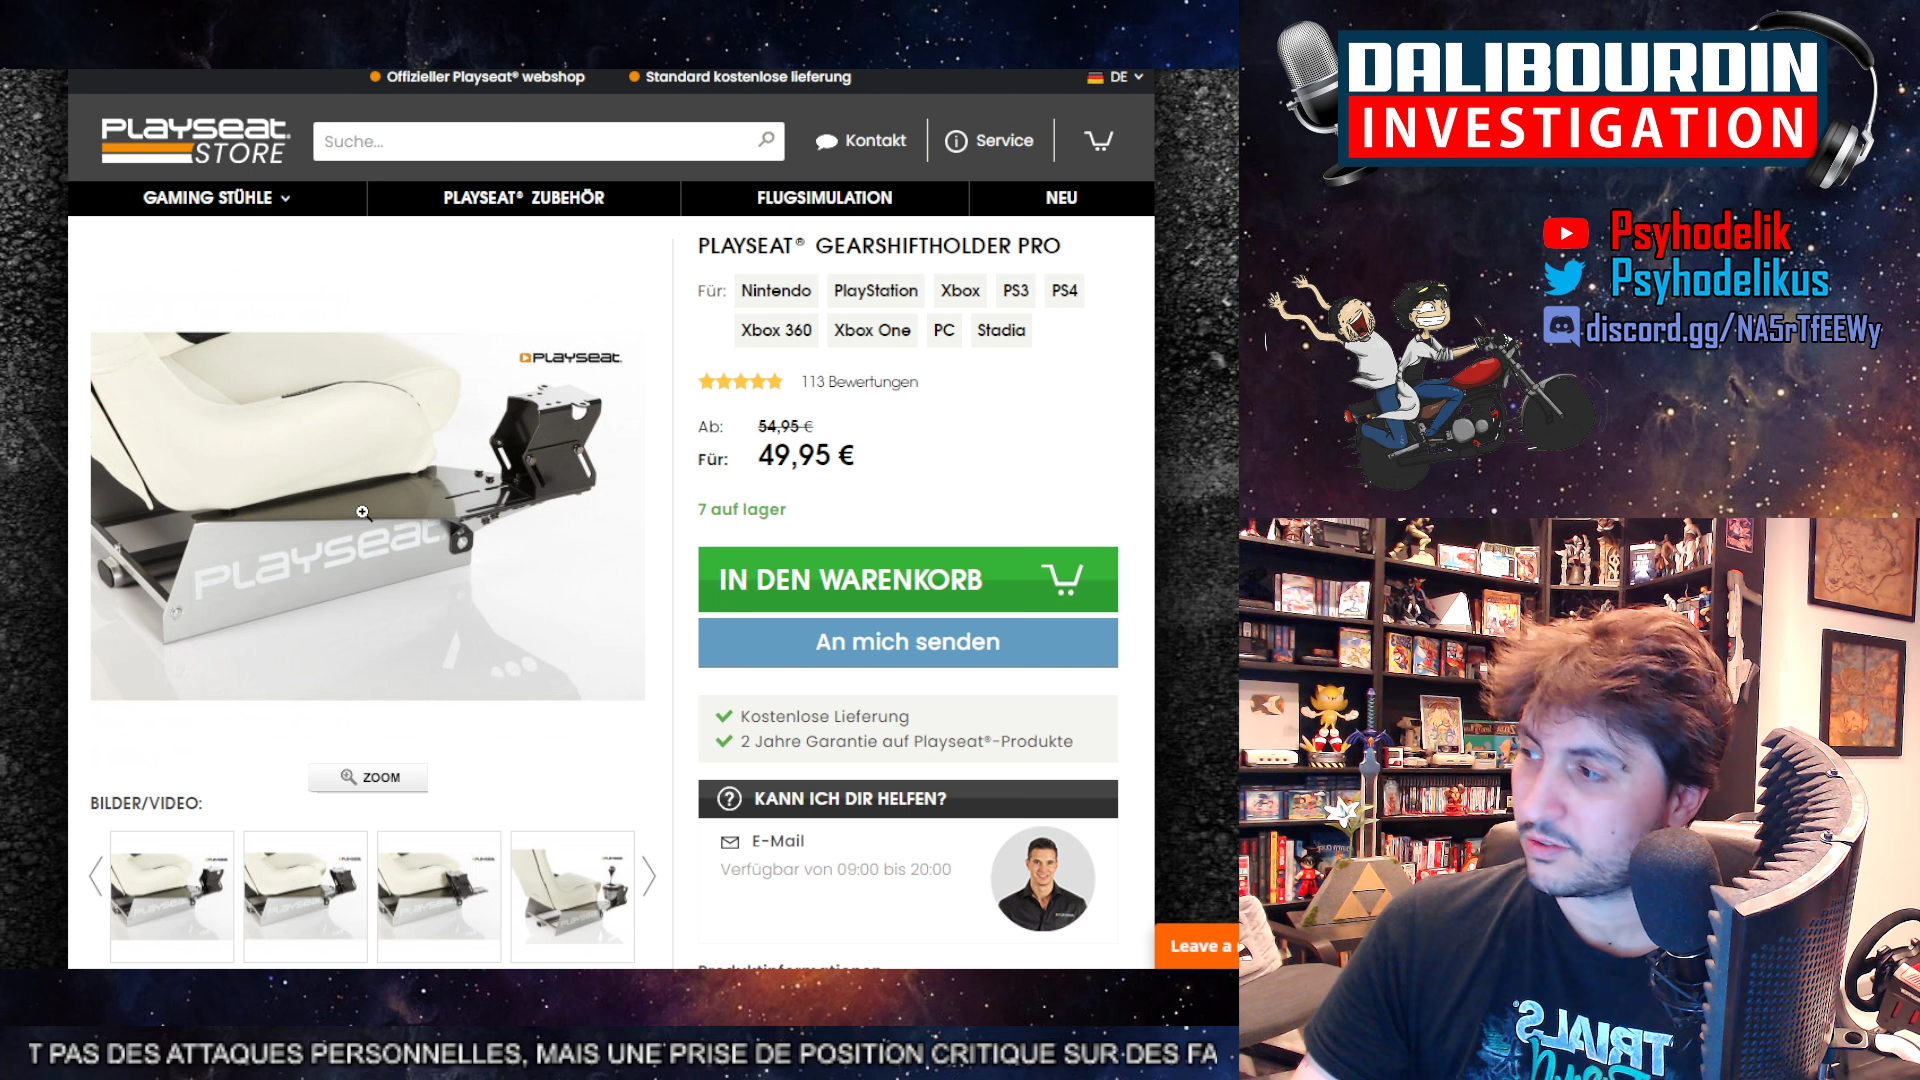 Offizieller Playseat® webshop
Standard kostenlose lieferung
DE
PLAYSEAT®
STORE
Suche...
Kontakt
Service
GAMING STÜHLE
PLAYSEAT® ZUBEHÖR
FLUGSIMULATION
NEU
PLAYSEAT® GEARSHIFTHOLDER PRO
Für: Nintendo PlayStation Xbox PS3 PS4
Xbox 360 Xbox One PC Stadia
113 Bewertungen
Ab: 54,95 €
Für: 49,95 €
7 auf lager
IN DEN WARENKORB
An mich senden
Kostenlose Lieferung
2 Jahre Garantie auf Playseat®-Produkte
KANN ICH DIR HELFEN?
E-Mail
Verfügbar von 09:00 bis 20:00
Produktinformationen
Leave a
PLAYSEAT.
PLAYSEAT
ZOOM
BILDER/VIDEO:
DALIBOURDIN
INVESTIGATION
Psyhodelik
Psyhodelikus
discord.gg/NA5rTfEEWy
TRIALS
T PAS DES ATTAQUES PERSONNELLES, MAIS UNE PRISE DE POSITION CRITIQUE SUR DES FA